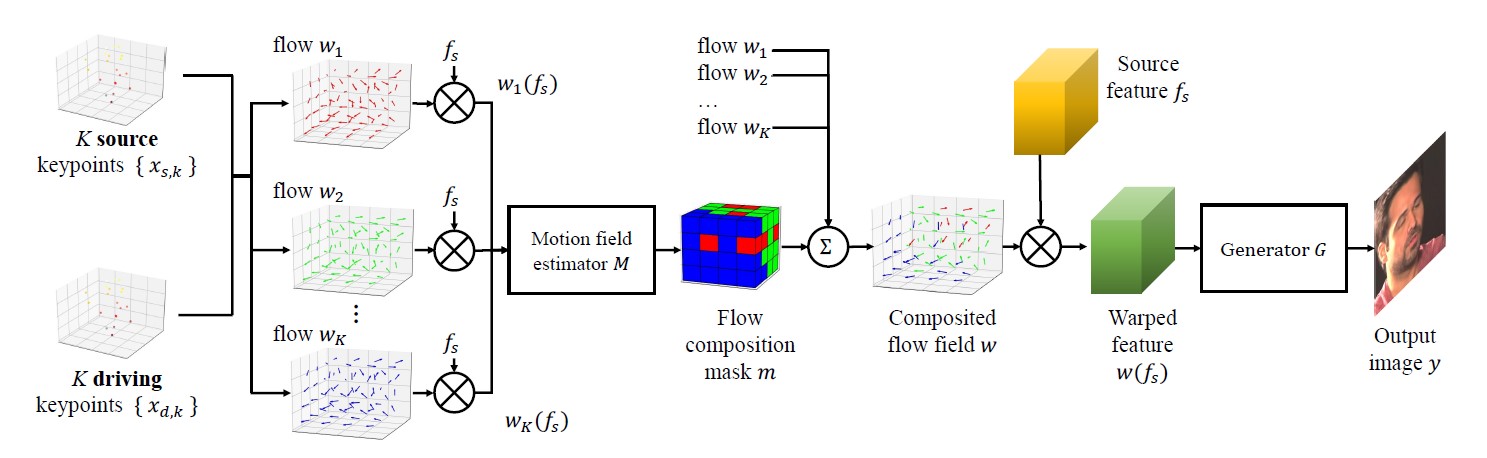 K source
keypoints { x_{s,k} }
K driving
keypoints { x_{d,k} }
flow w_1
f_s
w_1(f_s)
flow w_2
f_s
⋮
flow w_K
f_s
w_K(f_s)
Motion field
estimator M
flow w_1
flow w_2
…
flow w_K
Flow
composition
mask m
Σ
Composited
flow field w
Source
feature f_s
Warped
feature
w(f_s)
Generator G
Output
image y